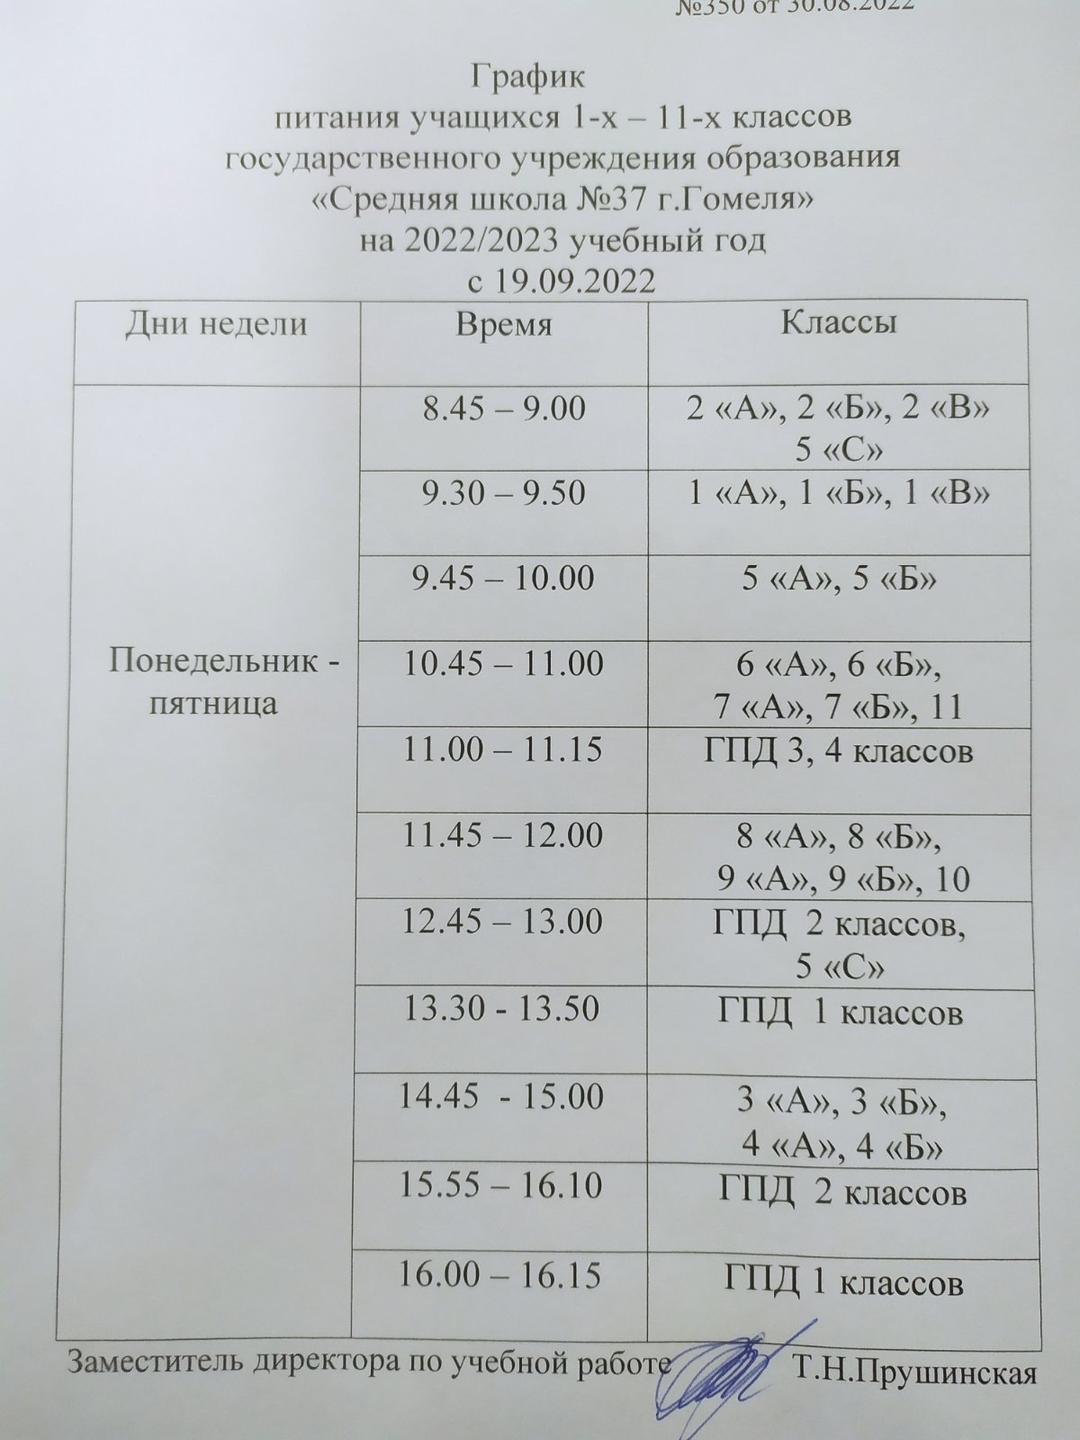 №350 от 30.08.2022
График
питания учащихся 1-х – 11-х классов
государственного учреждения образования
«Средняя школа №37 г.Гомеля»
на 2022/2023 учебный год
с 19.09.2022
Дни недели Время Классы
8.45 – 9.00 2 «А», 2 «Б», 2 «В»
5 «С»
9.30 – 9.50 1 «А», 1 «Б», 1 «В»
9.45 – 10.00 5 «А», 5 «Б»
Понедельник - 10.45 – 11.00 6 «А», 6 «Б»,
пятница 7 «А», 7 «Б», 11
11.00 – 11.15 ГПД 3, 4 классов
11.45 – 12.00 8 «А», 8 «Б»,
9 «А», 9 «Б», 10
12.45 – 13.00 ГПД 2 классов,
5 «С»
13.30 - 13.50 ГПД 1 классов
14.45 - 15.00 3 «А», 3 «Б»,
4 «А», 4 «Б»
15.55 – 16.10 ГПД 2 классов
16.00 – 16.15 ГПД 1 классов
Заместитель директора по учебной работе Т.Н.Прушинская